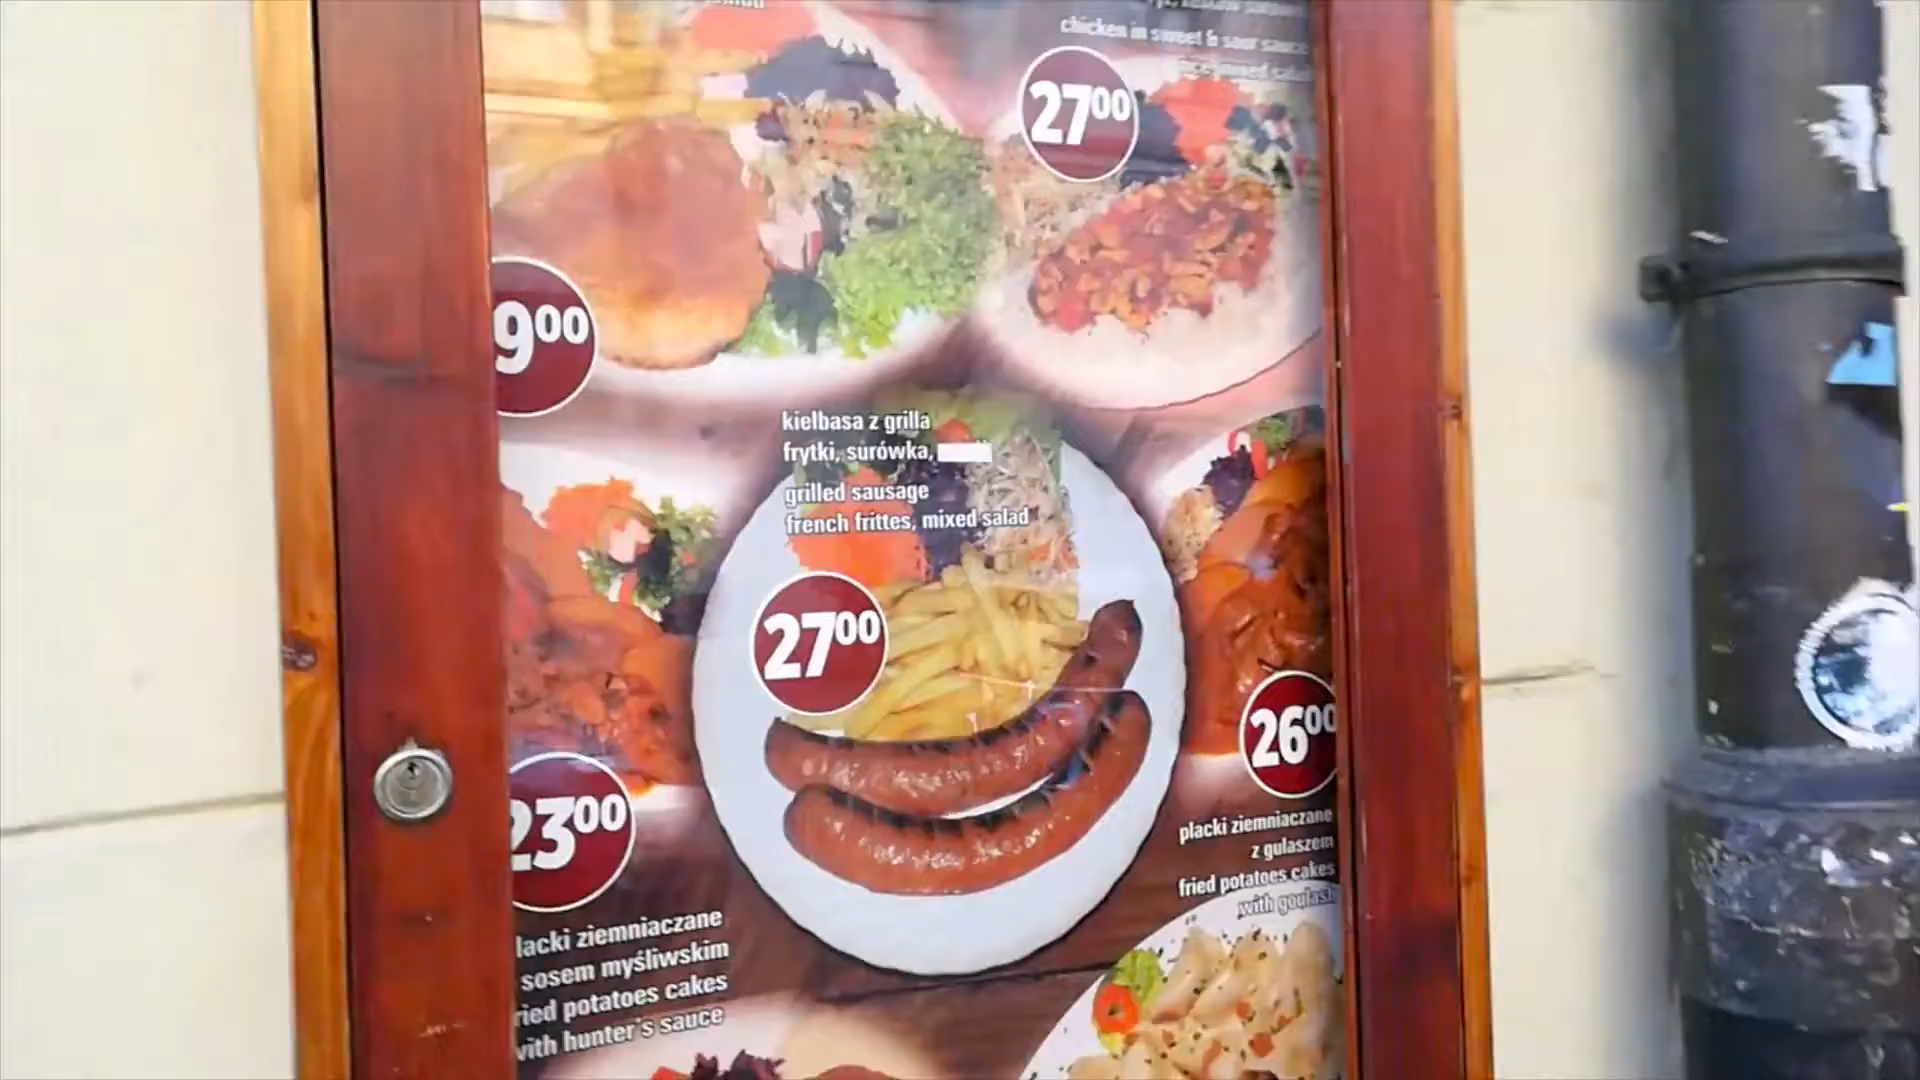 chicken in sweet & sour sauce
27⁰⁰
9⁰⁰
kiełbasa z grilla
frytki, surówka,
grilled sausage
french frittes, mixed salad
27⁰⁰
26⁰⁰
placki ziemniaczane
z gulaszem
fried potatoes cakes
with goulash
23⁰⁰
lacki ziemniaczane
sosem myśliwskim
ried potatoes cakes
with hunter's sauce